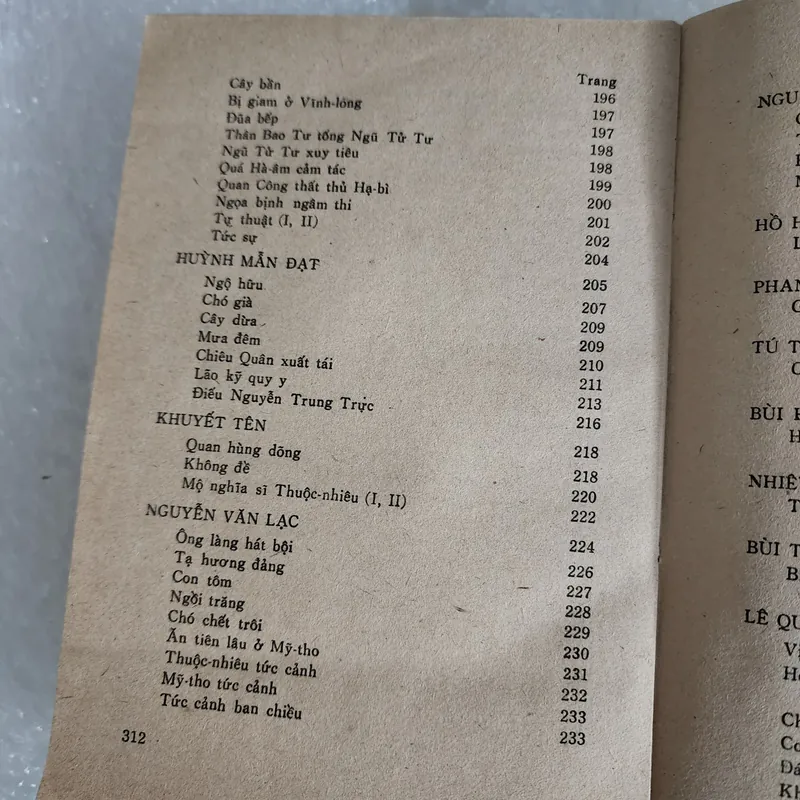 Cây bần Trang
Bị giam ở Vĩnh-long 196
Đũa bếp 197
Thân Bao Tư tống Ngũ Tử Tư 197
Ngũ Tử Tư xuy tiêu 198
Quá Hà-âm cảm tác 198
Quan Công thất thủ Hạ-bì 199
Ngọa bịnh ngâm thi 200
Tự thuật (I, II) 201
Tức sự 202
HUỲNH MẪN ĐẠT 204
Ngộ hữu 205
Chó già 207
Cây dừa 209
Mưa đêm 209
Chiêu Quân xuất tái 210
Lão kỹ quy y 211
Điếu Nguyễn Trung Trực 213
KHUYẾT TÊN 216
Quan hùng dõng 218
Không đề 218
Mộ nghĩa sĩ Thuộc-nhiêu (I, II) 220
NGUYỄN VĂN LẠC 222
Ông làng hát bội 224
Tạ hương đảng 226
Con tôm 227
Ngồi trăng 228
Chó chết trôi 229
Ăn tiên lâu ở Mỹ-tho 230
Thuộc-nhiêu tức cảnh 231
Mỹ-tho tức cảnh 232
Tức cảnh ban chiều 233
312 233
HỒ
PHAN
TÚ T
BÙI
BÙI T
LÊ